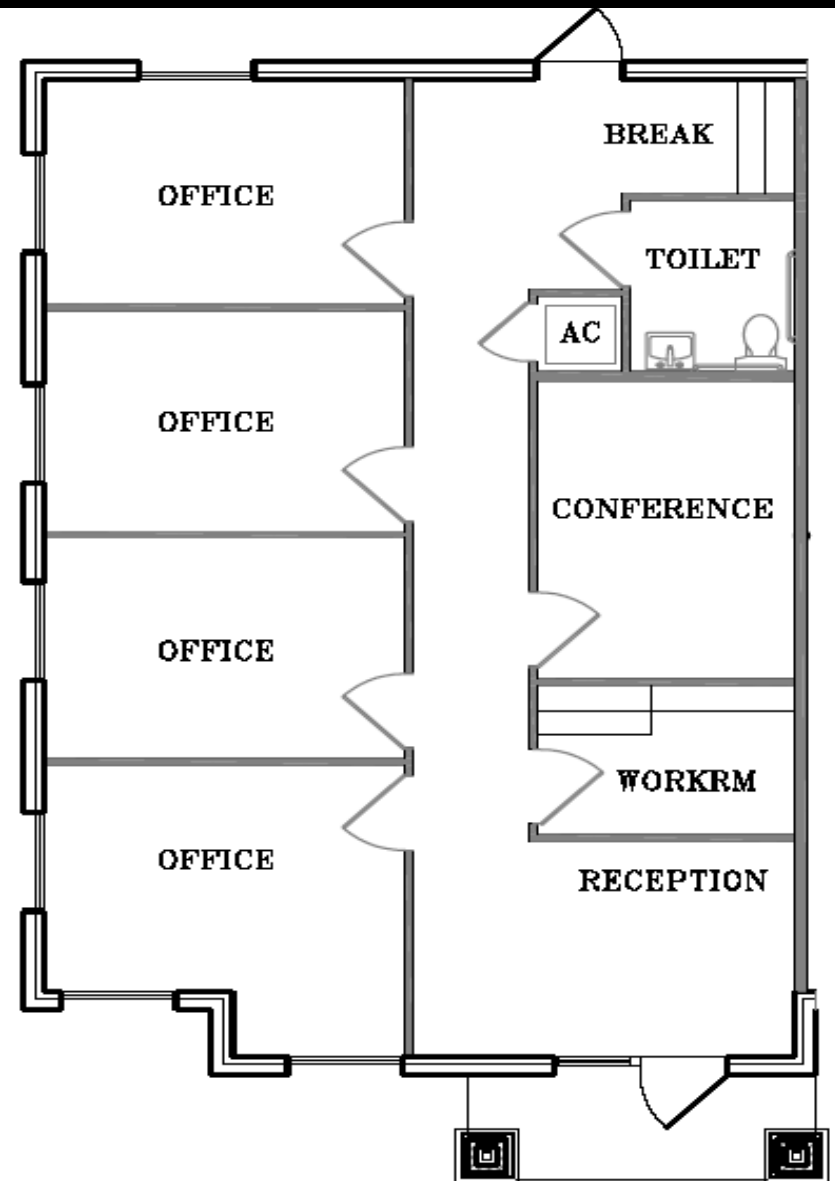 BREAK
OFFICE
TOILET
AC
OFFICE
CONFERENCE
OFFICE
WORKRM
OFFICE
RECEPTION